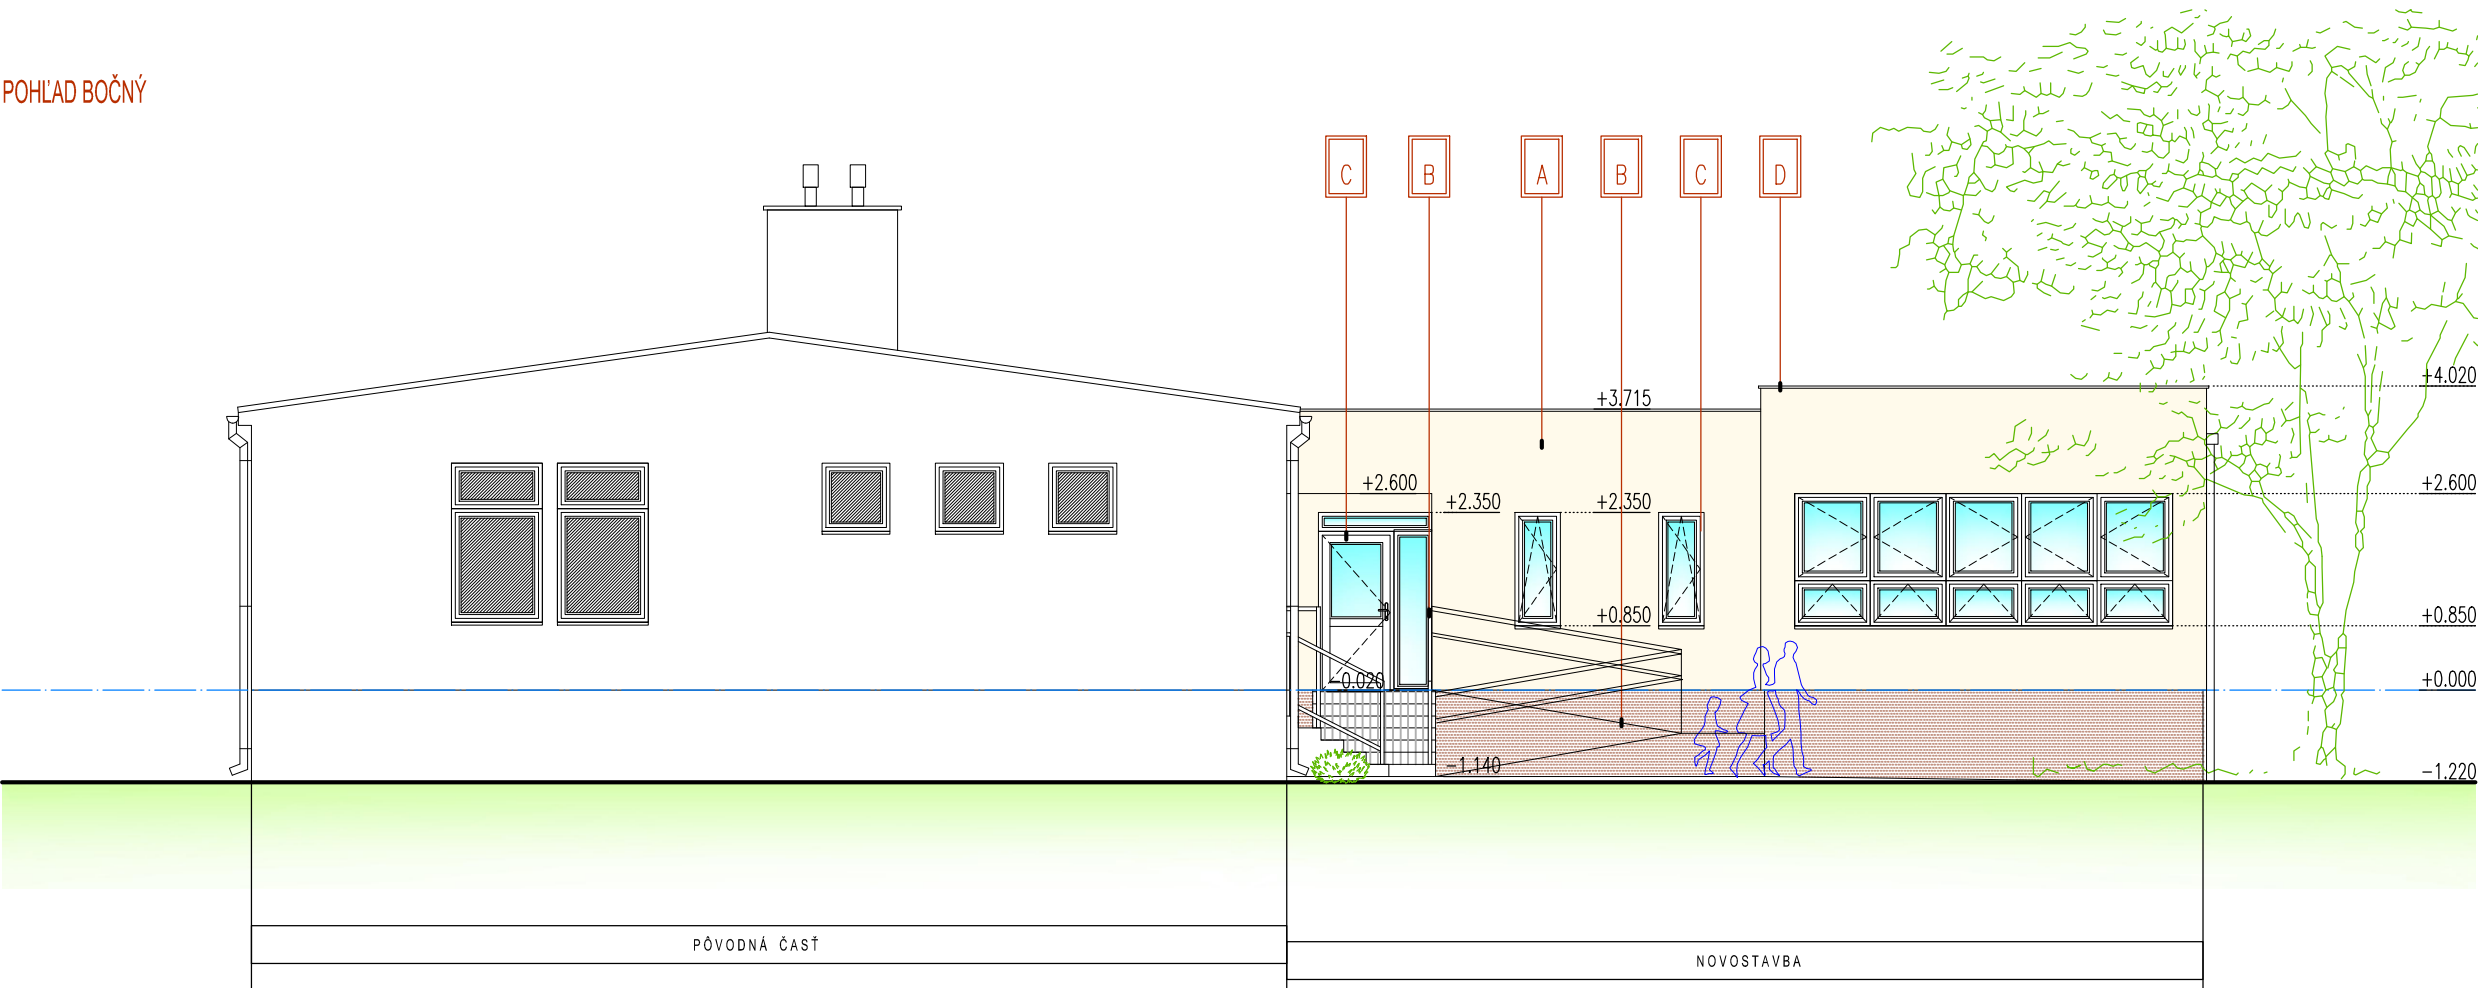 POHĽAD BOČNÝ
C B A B C D
+4.020
+3.715
+2.600 +2.600
+2.350 +2.350
+0.850 +0.850
-0.020 +0.000
-1.140 -1.220
PÔVODNÁ ČASŤ
NOVOSTAVBA